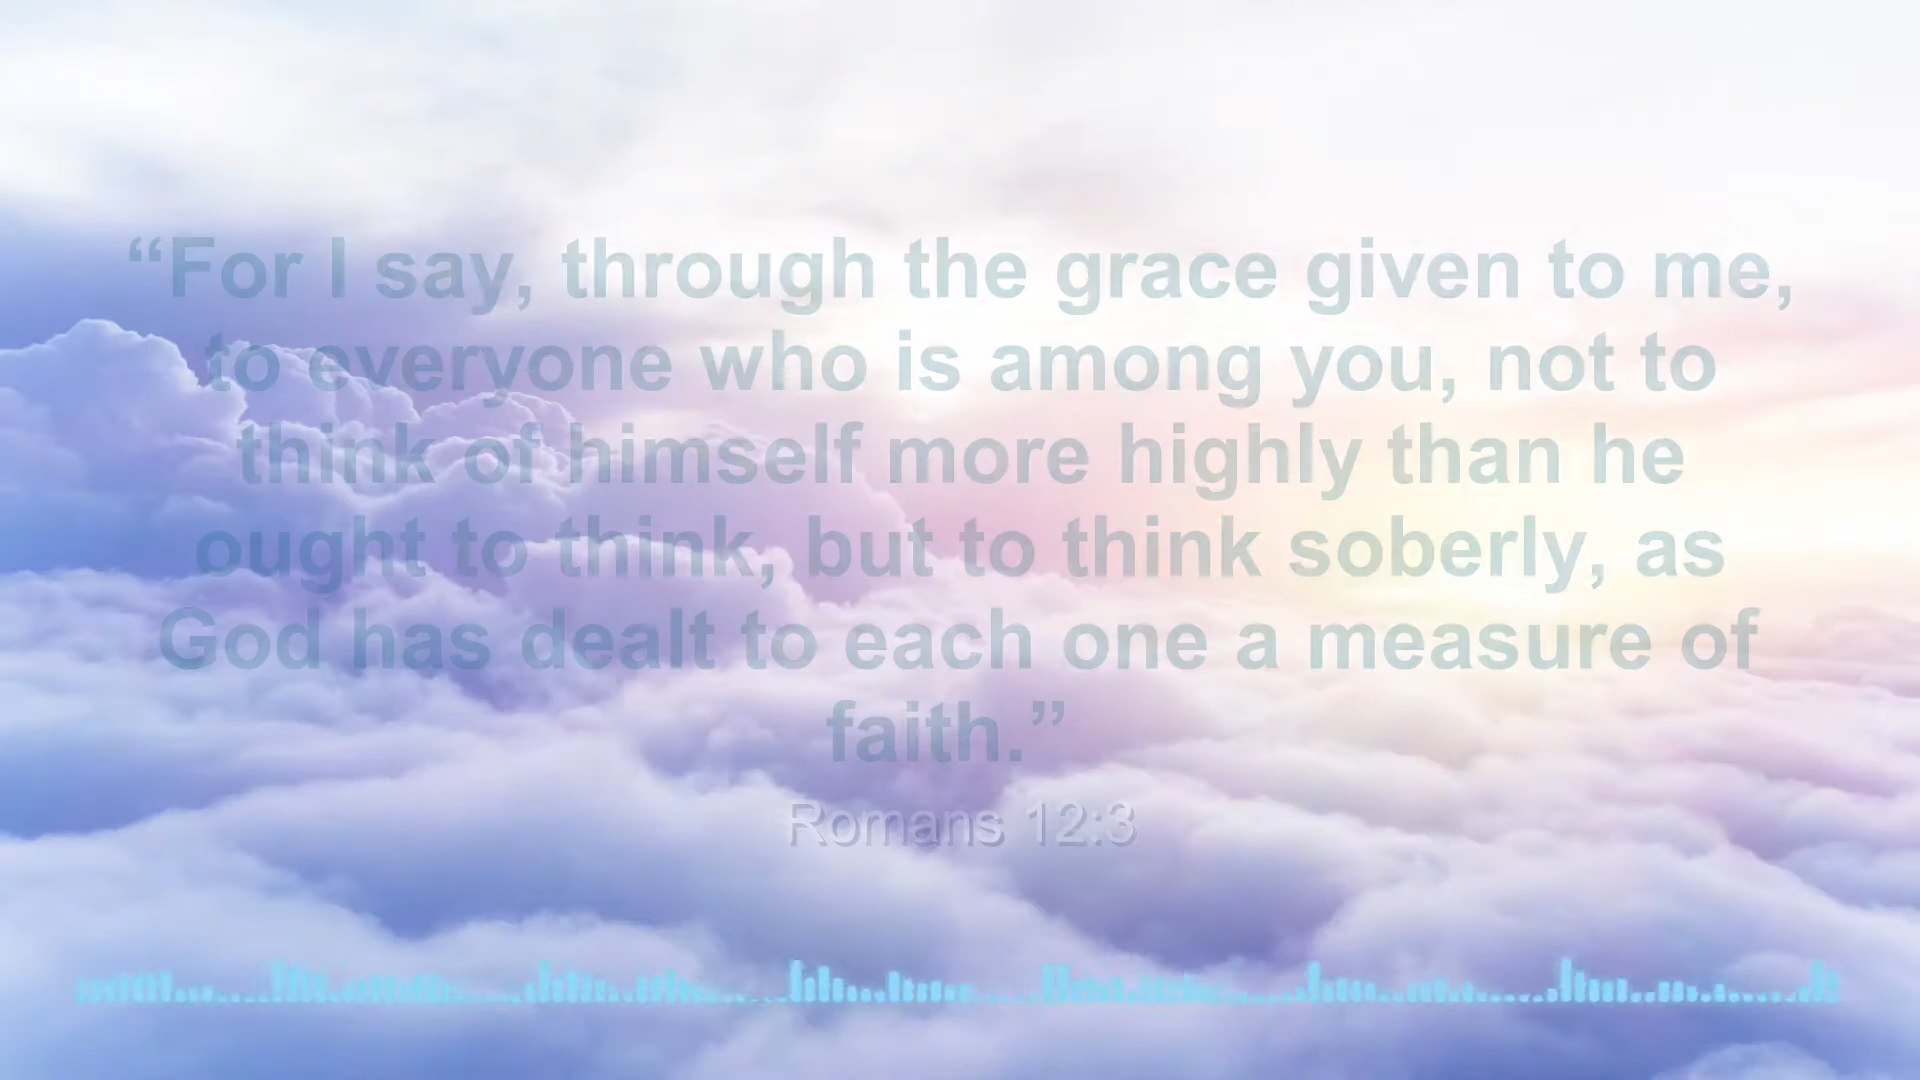 “For I say, through the grace given to me,
to everyone who is among you, not to
think of himself more highly than he
ought to think, but to think soberly, as
God has dealt to each one a measure of
faith.”
Romans 12:3